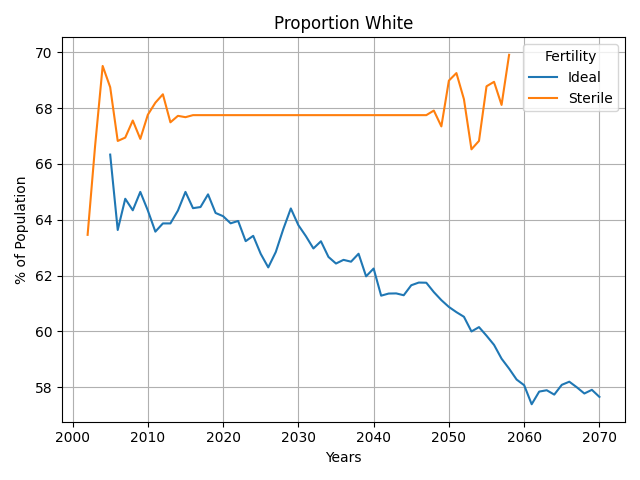 Proportion White
Fertility
Ideal
Sterile
% of Population
70
68
66
64
62
60
58
2000 2010 2020 2030 2040 2050 2060 2070
Years